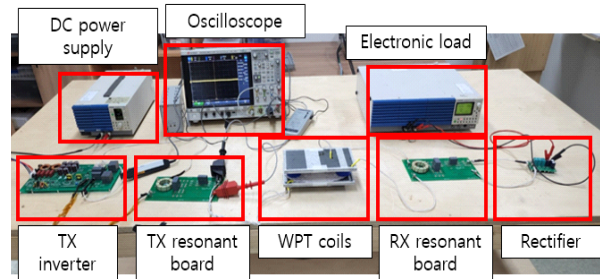 DC power
supply
Oscilloscope
Electronic load
TX
inverter
TX resonant
board
WPT coils
RX resonant
board
Rectifier